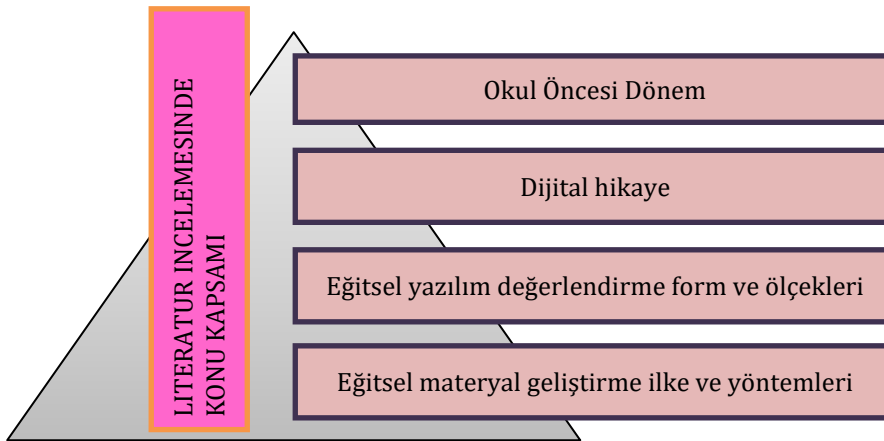 LITERATUR INCELEMESINDE
KONU KAPSAMI
Okul Öncesi Dönem
Dijital hikaye
Eğitsel yazılım değerlendirme form ve ölçekleri
Eğitsel materyal geliştirme ilke ve yöntemleri